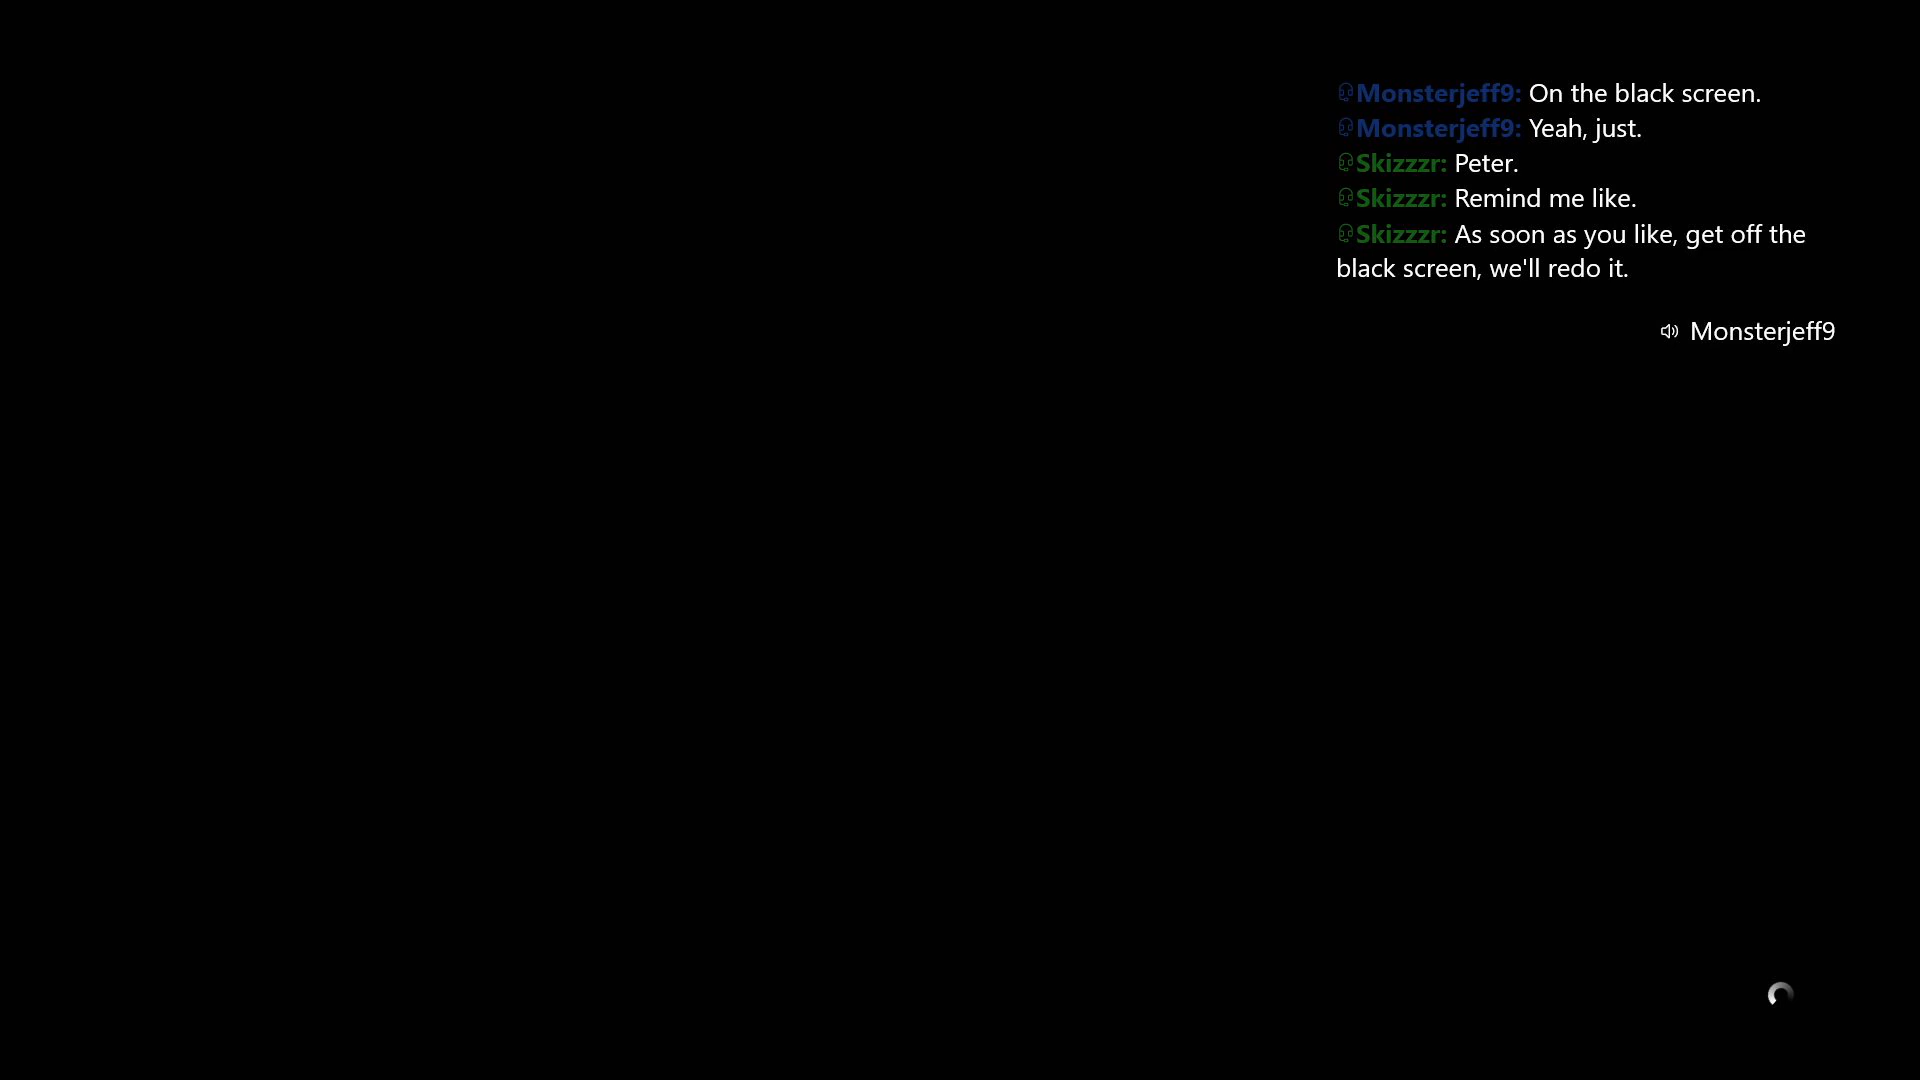 Monsterjeff9: On the black screen.
Monsterjeff9: Yeah, just.
Skizzzr: Peter.
Skizzzr: Remind me like.
Skizzzr: As soon as you like, get off the
black screen, we'll redo it.
Monsterjeff9